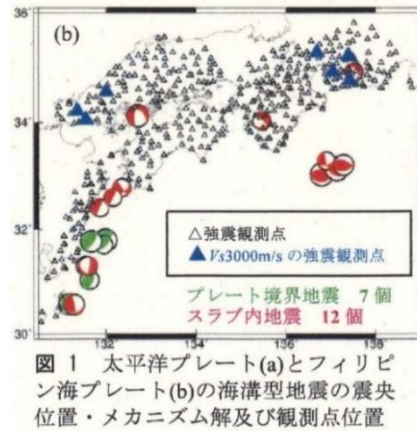 (b)
36
34
32
30
132
134
136
138
△強震観測点
▲Vs3000m/s の強震観測点
プレート境界地震 7 個
スラブ内地震 12 個
図 1 太平洋プレート(a)とフィリピ
ン海プレート(b)の海溝型地震の震央
位置・メカニズム解及び観測点位置